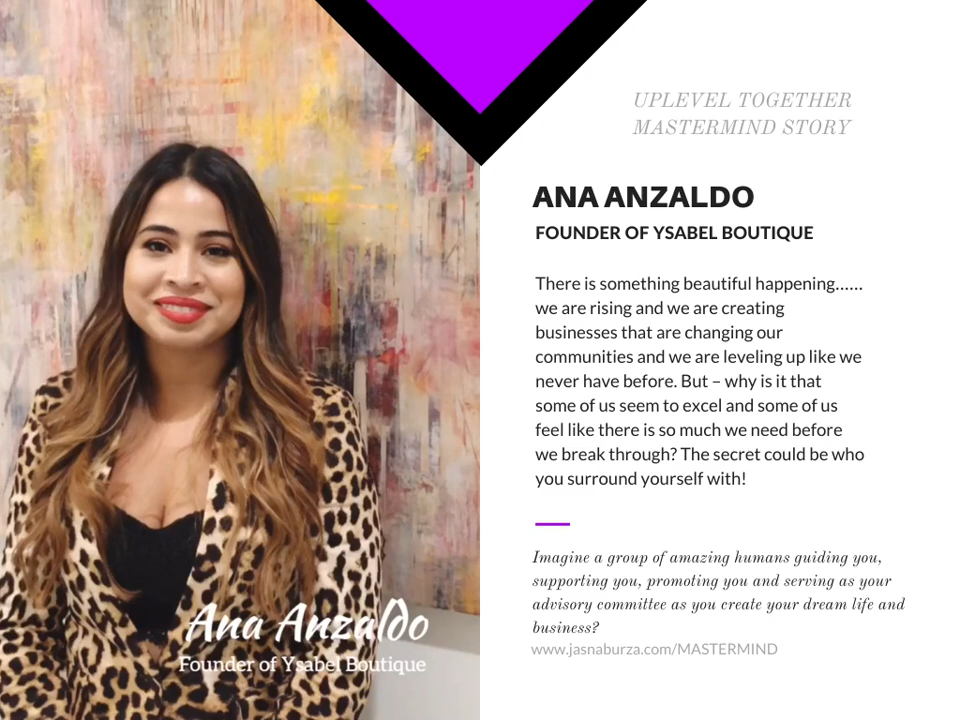 UPLEVEL TOGETHER
MASTERMIND STORY
ANA ANZALDO
FOUNDER OF YSABEL BOUTIQUE
There is something beautiful happening……
we are rising and we are creating
businesses that are changing our
communities and we are leveling up like we
never have before. But – why is it that
some of us seem to excel and some of us
feel like there is so much we need before
we break through? The secret could be who
you surround yourself with!
Imagine a group of amazing humans guiding you,
supporting you, promoting you and serving as your
advisory committee as you create your dream life and
business?
www.jasnaburza.com/MASTERMIND
Ana Anzaldo
Founder of Ysabel Boutique